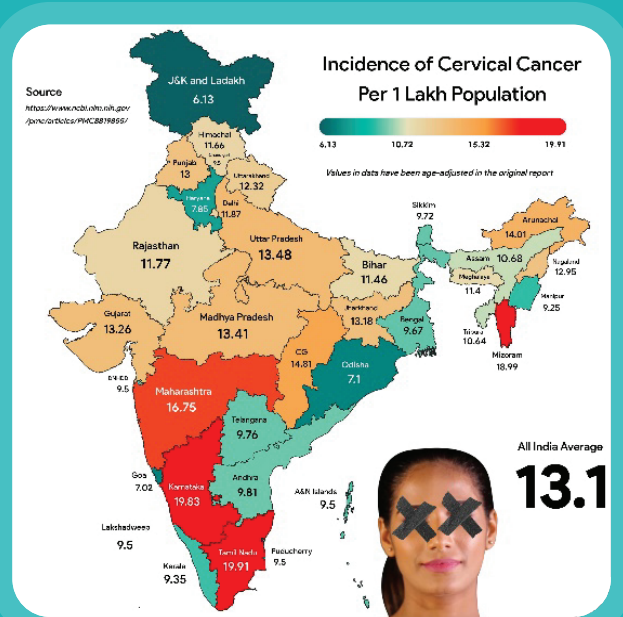 Incidence of Cervical Cancer
Per 1 Lakh Population
6.13 10.72 15.32 19.91
Values in data have been age-adjusted in the original report
Source
https://www.ncbi.nlm.nih.gov
/pmc/articles/PMC8819855/
J&K and Ladakh
6.13
Himachal
11.66
9.5
Punjab
13
Uttarakhand
12.32
Haryana
7.85
Delhi
11.87
Rajasthan
11.77
Uttar Pradesh
13.48
Bihar
11.46
Sikkim
9.72
Arunachal
14.01
Assam 10.68
Nagaland
12.95
Meghalaya
11.4
Manipur
9.25
Tripura
10.64
Mizoram
18.99
Gujarat
13.26
Madhya Pradesh
13.41
Jharkhand
13.18
Bengal
9.67
CG
14.81
Odisha
7.1
9.5
Maharashtra
16.75
Telangana
9.76
Goa
7.02
Karnataka
19.83
Andhra
9.81
A&N Islands
9.5
Lakshadweep
9.5
Kerala
9.35
Tamil Nadu
19.91
Puducherry
9.5
All India Average
13.1